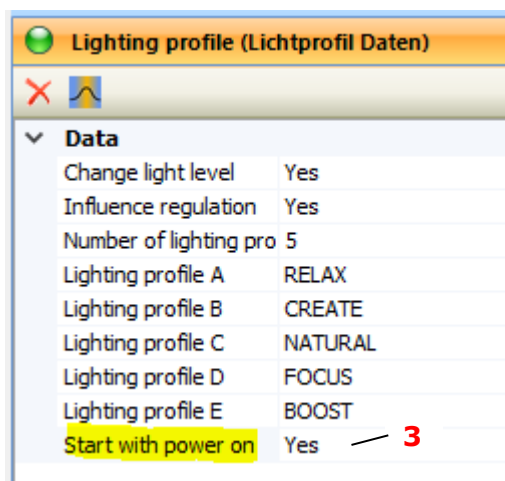 Lighting profile (Lichtprofil Daten)
Data
Change light level Yes
Influence regulation Yes
Number of lighting pro 5
Lighting profile A RELAX
Lighting profile B CREATE
Lighting profile C NATURAL
Lighting profile D FOCUS
Lighting profile E BOOST
Start with power on Yes 3